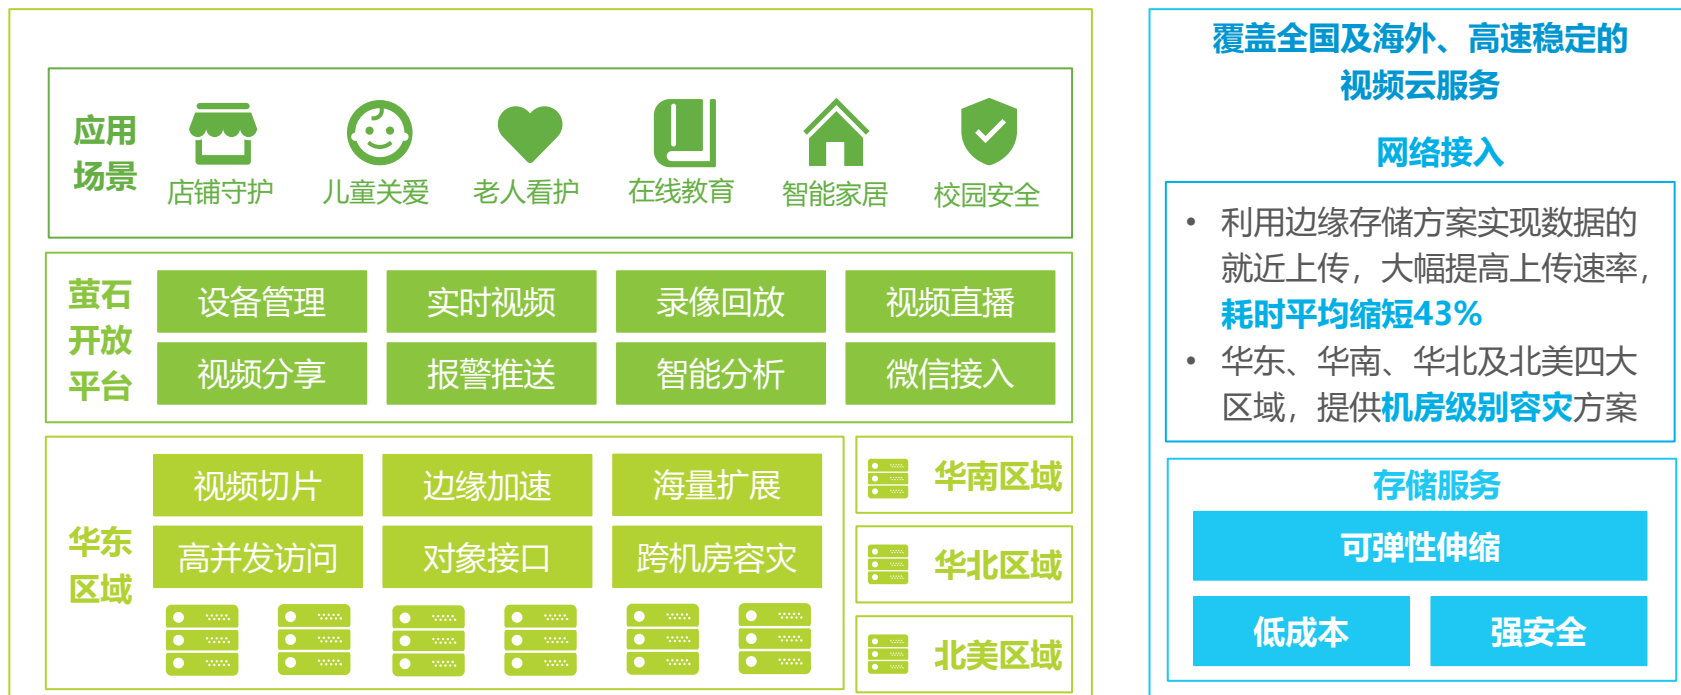 应用
场景
店铺守护
儿童关爱
老人看护
在线教育
智能家居
校园安全
萤石
开放
平台
设备管理
实时视频
录像回放
视频直播
视频分享
报警推送
智能分析
微信接入
华东
区域
视频切片
边缘加速
海量扩展
高并发访问
对象接口
跨机房容灾
华南区域
华北区域
北美区域
覆盖全国及海外、高速稳定的
视频云服务
网络接入
• 利用边缘存储方案实现数据的
就近上传，大幅提高上传速率，
耗时平均缩短43%
• 华东、华南、华北及北美四大
区域，提供机房级别容灾方案
存储服务
可弹性伸缩
低成本
强安全